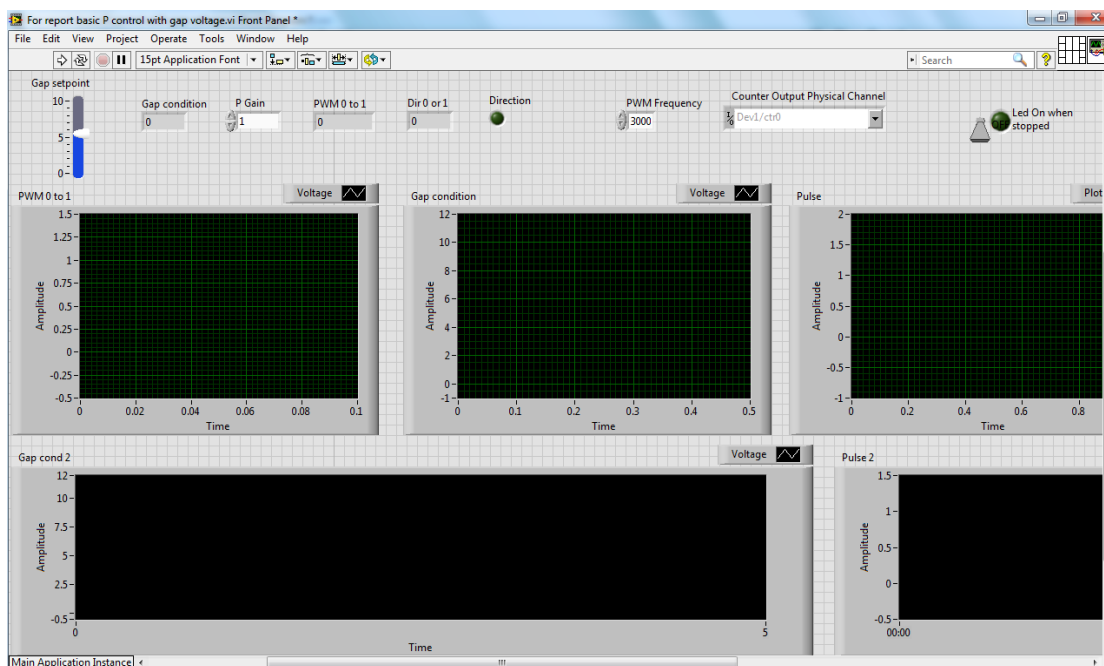 For report basic P control with gap voltage.vi Front Panel *
File Edit View Project Operate Tools Window Help
15pt Application Font
Search
?
Gap setpoint
10
5
0
Gap condition
0
P Gain
1
PWM 0 to 1
0
Dir 0 or 1
0
Direction
PWM Frequency
3000
Counter Output Physical Channel
I/O Dev1/ctr0
OFF
Led On when
stopped
PWM 0 to 1
Voltage
1.5
1.25
1
0.75
0.5
0.25
0
-0.25
-0.5
Amplitude
0 0.02 0.04 0.06 0.08 0.1
Time
Gap condition
Voltage
12
10
8
6
4
2
0
-1
Amplitude
0 0.1 0.2 0.3 0.4 0.5
Time
Pulse
Plot
2
1.5
1
0.5
0
-0.5
-1
Amplitude
0 0.2 0.4 0.6 0.8
Time
Gap cond 2
Voltage
12
10
7.5
5
2.5
-0.5
Amplitude
0 5
Time
Pulse 2
1.5
1
0.5
0
-0.5
Amplitude
00:00
Main Application Instance